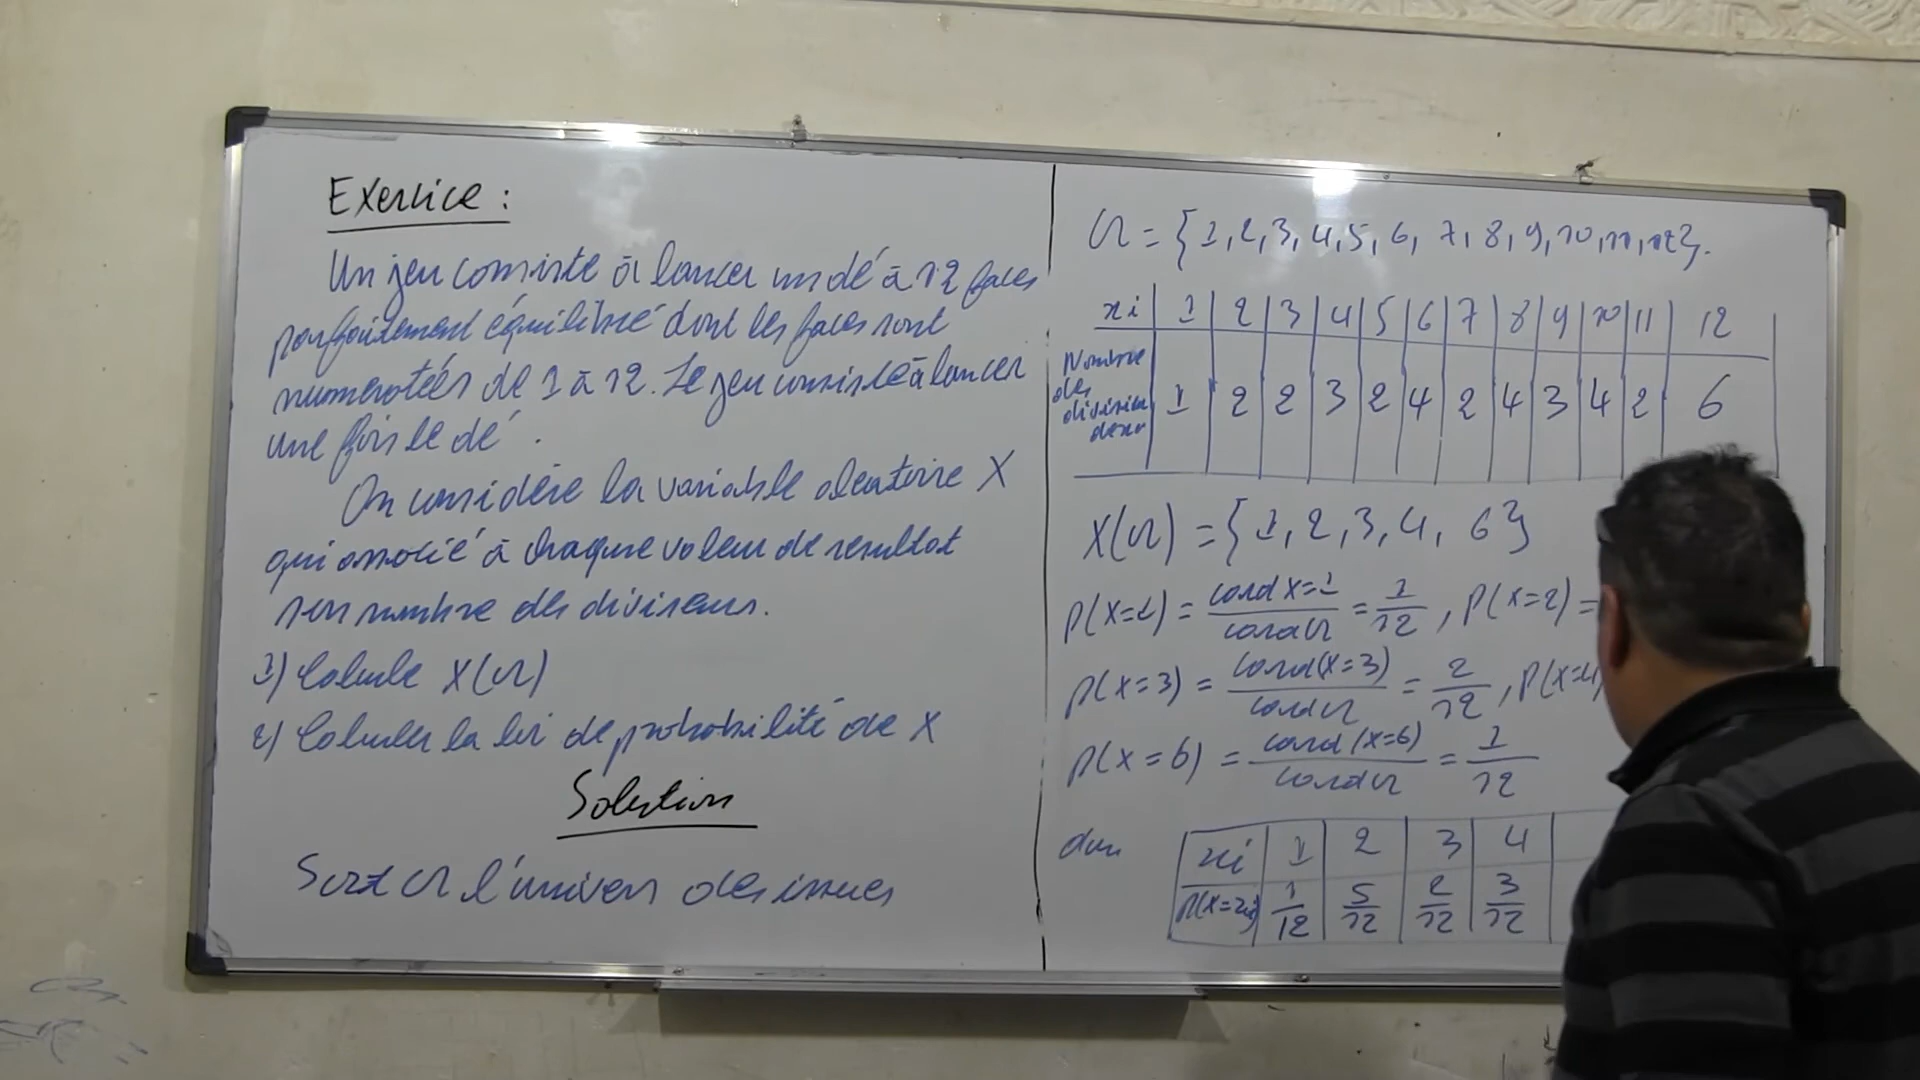 Exercice :
Un jeu consiste à lancer un dé à 12 faces
parfaitement équilibré dont les faces sont
numerotées de 1 à 12. Le jeu consiste à lancer
une fois le dé .
On considère la variable aleatoire X
qui associé à chaque valeur de resultat
son nombre des diviseurs.
1) Calcule X(Ω)
2) Calculer la loi de probabilité de X
Solution
Soit Ω l'univers des issues
Ω = {1, 2, 3, 4, 5, 6, 7, 8, 9, 10, 11, 12}.
xi 1 2 3 4 5 6 7 8 9 10 11 12
Nombre des diviseurs 1 2 2 3 2 4 2 4 3 4 2 6
X(Ω) = {1, 2, 3, 4, 6}
P(X=1) = card X=1 / card Ω = 1/12 , P(X=2) =
P(X=3) = card(X=3) / card Ω = 2/12 , P(X=4)
P(X=6) = card(X=6) / card Ω = 1/12
donc
xi 1 2 3 4
P(X=xi) 1/12 5/12 2/12 3/12